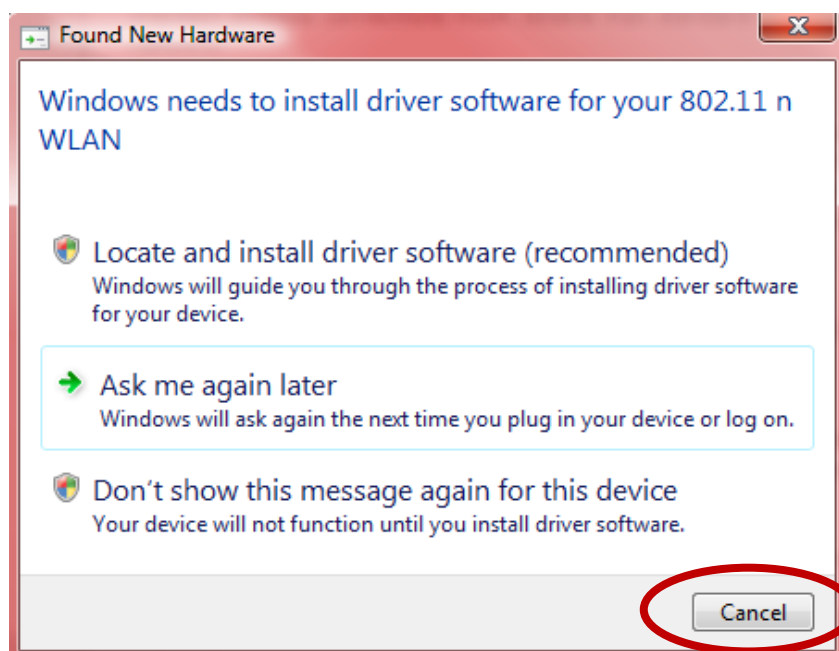 Found New Hardware
Windows needs to install driver software for your 802.11 n
WLAN
Locate and install driver software (recommended)
Windows will guide you through the process of installing driver software
for your device.
Ask me again later
Windows will ask again the next time you plug in your device or log on.
Don't show this message again for this device
Your device will not function until you install driver software.
Cancel